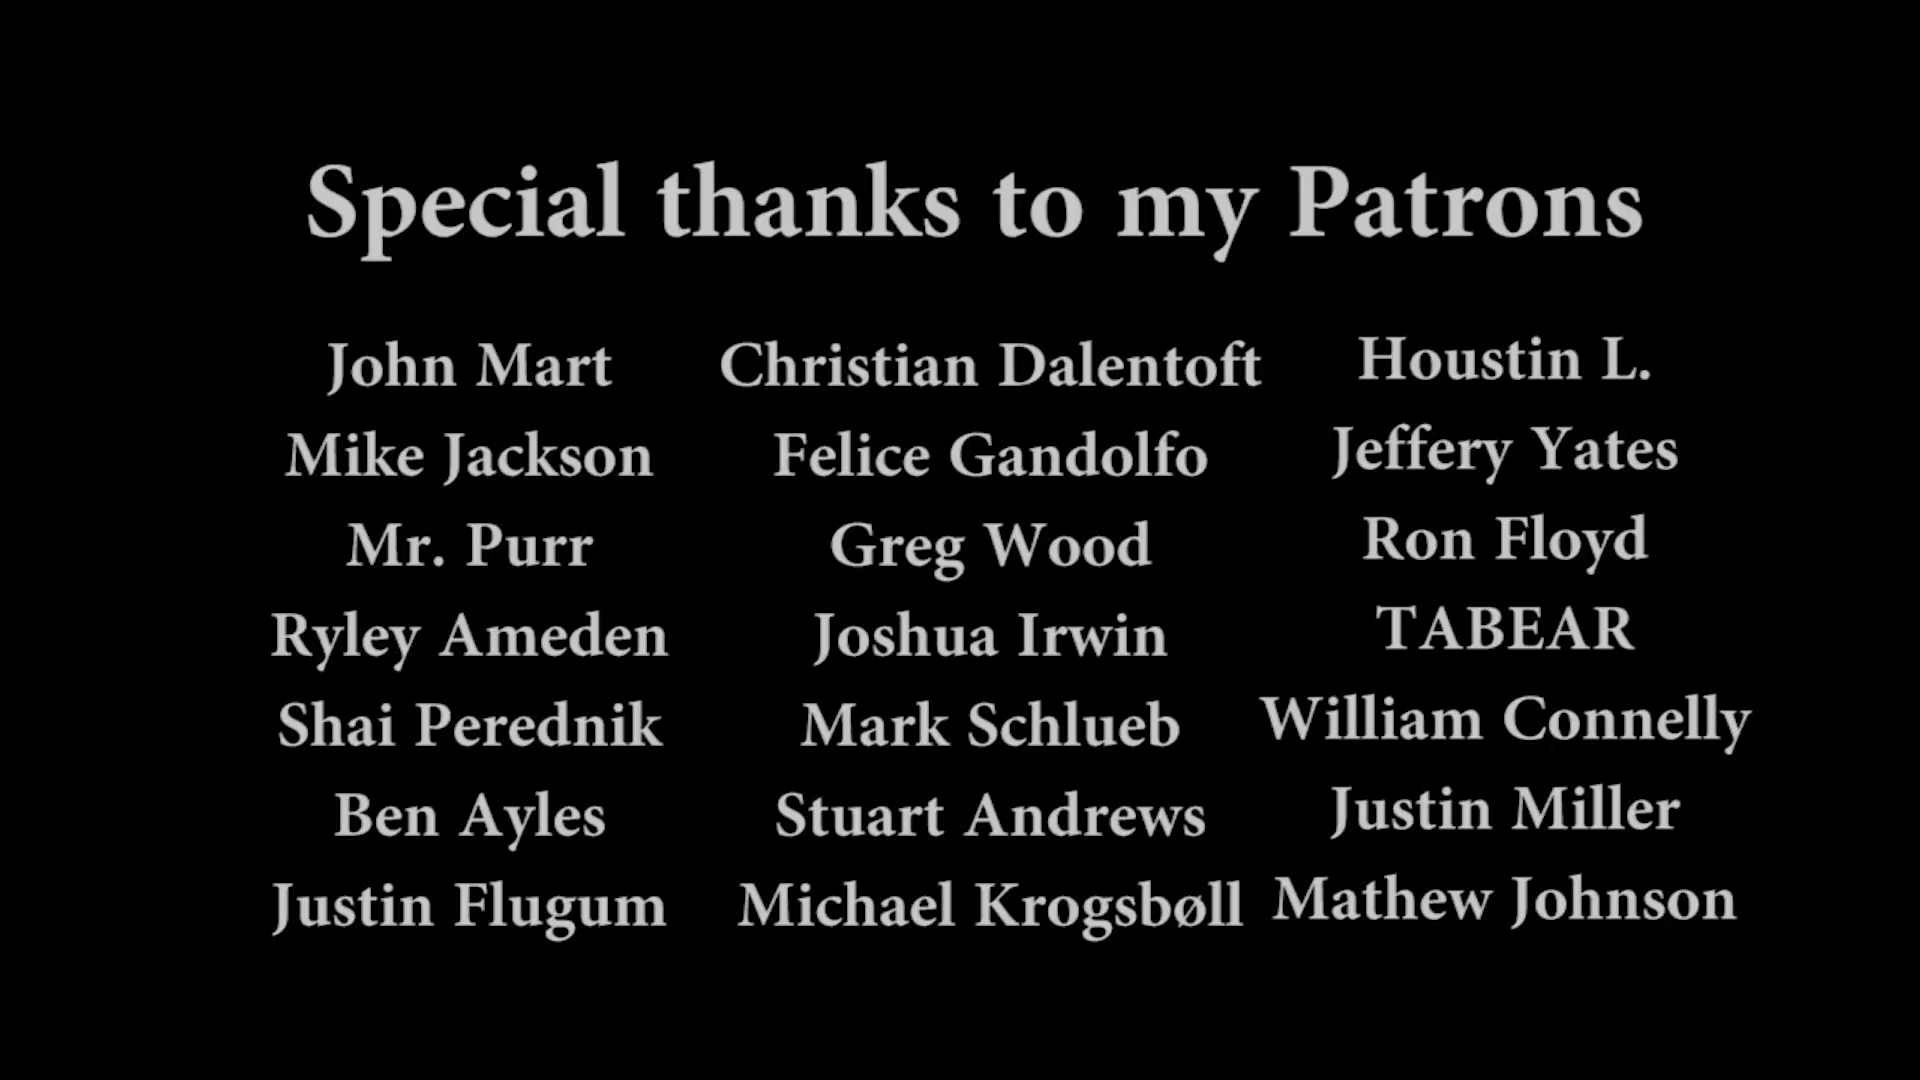 Special thanks to my Patrons
John Mart
Mike Jackson
Mr. Purr
Ryley Ameden
Shai Perednik
Ben Ayles
Justin Flugum
Christian Dalentoft
Felice Gandolfo
Greg Wood
Joshua Irwin
Mark Schlueb
Stuart Andrews
Michael Krogsbøll
Houstin L.
Jeffery Yates
Ron Floyd
TABEAR
William Connelly
Justin Miller
Mathew Johnson